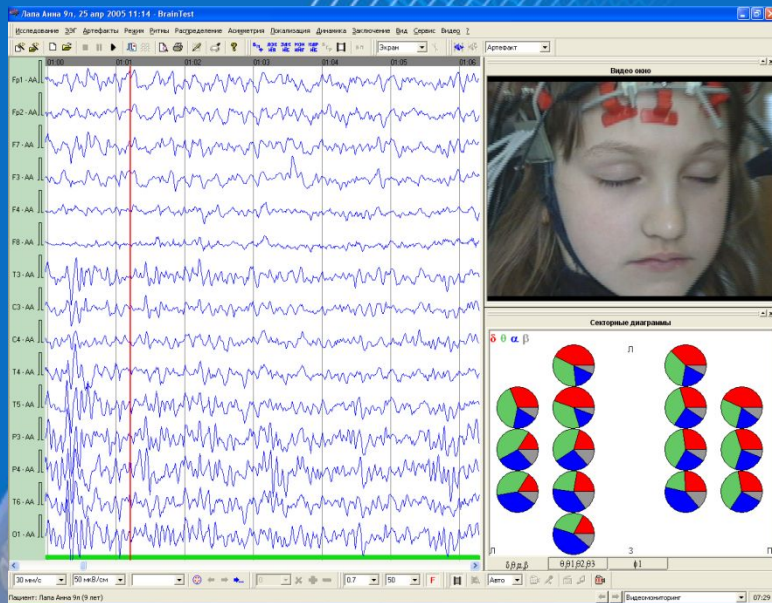 Лапа Анна 9л, 25 апр 2005 11:14 - BrainTest
Исследование ЭЭГ Артефакты Режим Ритмы Распределение Асимметрия Локализация Динамика Заключение Вид Сервис Видео ?
Экран
Артефакт
01:00 01:01 01:02 01:03 01:04 01:05 01:06
Fp1 - AA
Fp2 - AA
F7 - AA
F3 - AA
F4 - AA
F8 - AA
T3 - AA
C3 - AA
C4 - AA
T4 - AA
T5 - AA
P3 - AA
P4 - AA
T6 - AA
O1 - AA
Видео окно
Секторные диаграммы
δ θ α β
Л
Л З П
δ,θ,α,β θ,θ1,θ2,θ3 ϕ1
30 мм/с 50 мкВ/см 0 0.7 50 F Авто
Пациент: Лапа Анна 9л (9 лет)
Видеомониторинг 07:29